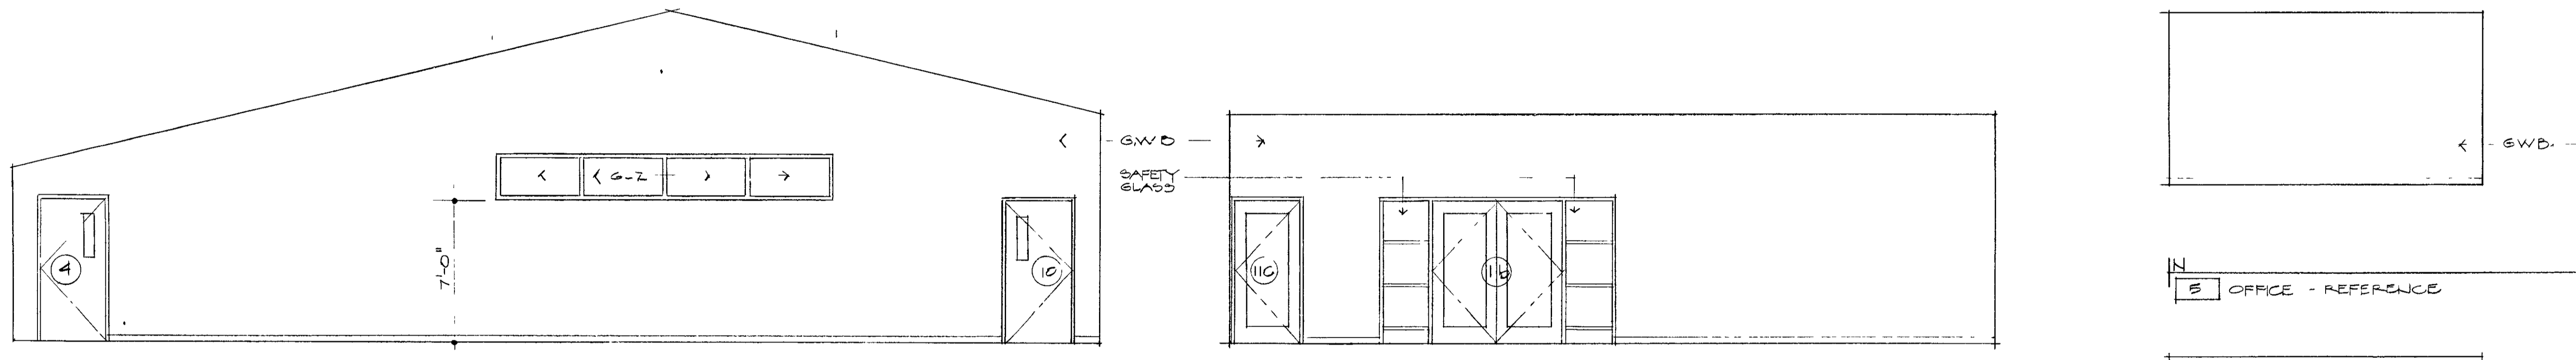 GWB
GWB.
SAFETY
GLASS
G-2
7'-0"
4
10
11C
11b
N
5 OFFICE - REFERENCE